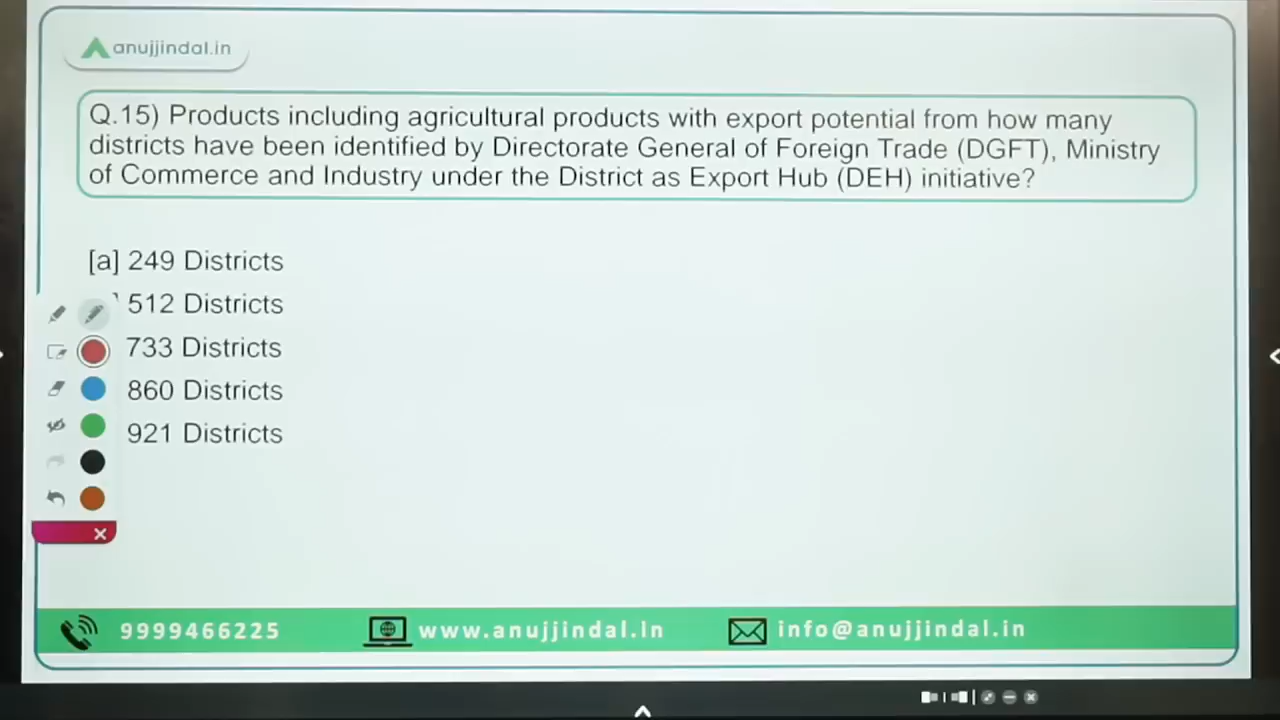 anujjindal.in
Q.15) Products including agricultural products with export potential from how many
districts have been identified by Directorate General of Foreign Trade (DGFT), Ministry
of Commerce and Industry under the District as Export Hub (DEH) initiative?
[a] 249 Districts
] 512 Districts
733 Districts
860 Districts
921 Districts
9999466225
www.anujjindal.in
info@anujjindal.in